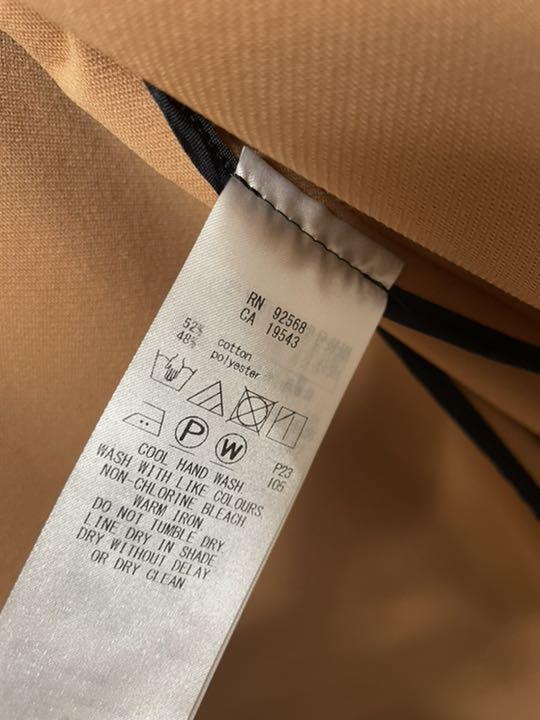 RN 92568
CA 19543
52% cotton
48% polyester
P W
P23
105
COOL HAND WASH
WASH WITH LIKE COLOURS
NON-CHLORINE BLEACH
WARM IRON
DO NOT TUMBLE DRY
LINE DRY IN SHADE
DRY WITHOUT DELAY
OR DRY CLEAN